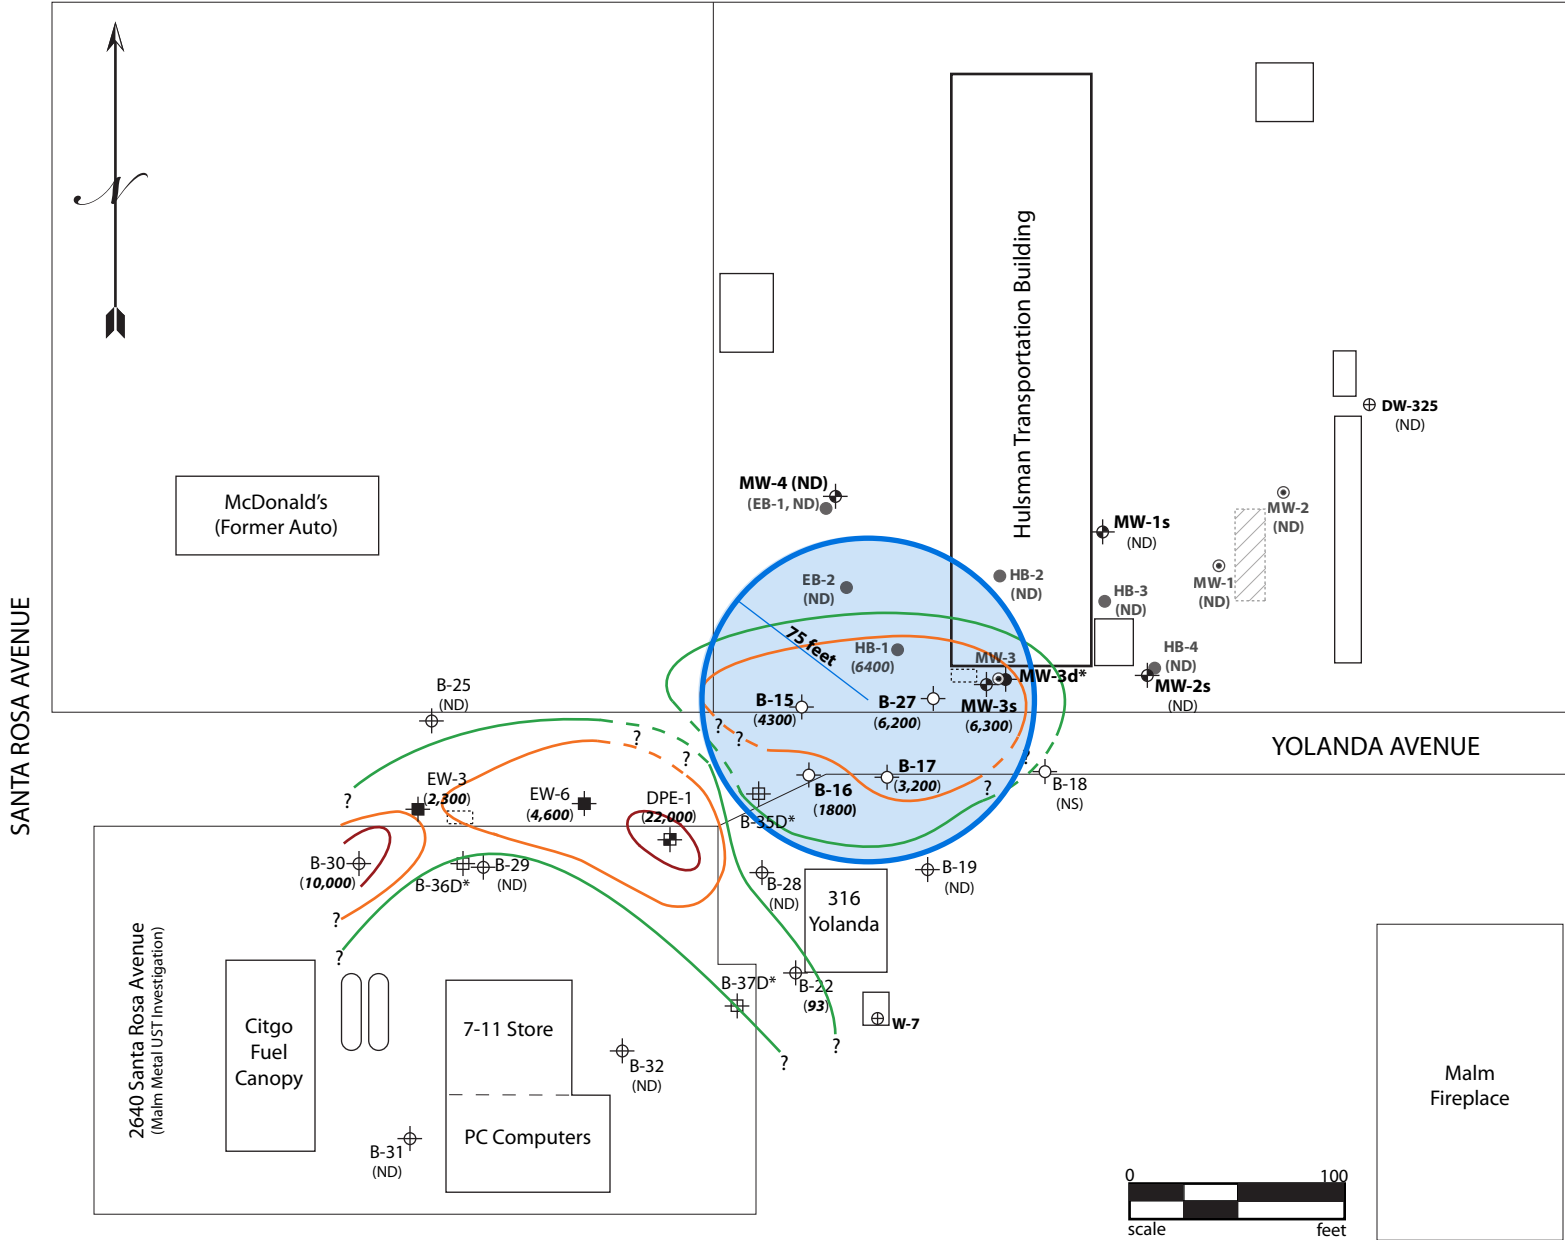 N
Hulsman Transportation Building
DW-325
(ND)
McDonald's
(Former Auto)
MW-4 (ND)
(EB-1, ND)
MW-1s
(ND)
MW-2
(ND)
MW-1
(ND)
EB-2
(ND)
HB-2
(ND)
HB-3
(ND)
75 feet
HB-1
(6400)
MW-3
MW-3d*
HB-4
(ND)
MW-2s
(ND)
SANTA ROSA AVENUE
B-25
(ND)
B-15
(4300)
B-27
(6,200)
MW-3s
(6,300)
?
?
?
?
?
YOLANDA AVENUE
EW-3
(2,300)
?
EW-6
(4,600)
DPE-1
(22,000)
B-35D*
B-16
(1800)
B-17
(3,200)
?
B-18
(NS)
B-30
(10,000)
B-36D*
B-29
(ND)
B-28
(ND)
316
Yolanda
B-19
(ND)
?
?
2640 Santa Rosa Avenue
(Malm Metal UST Investigation)
B-37D*
B-22
(93)
W-7
?
?
Citgo
Fuel
Canopy
7-11 Store
B-32
(ND)
PC Computers
B-31
(ND)
Malm
Fireplace
0
100
scale
feet